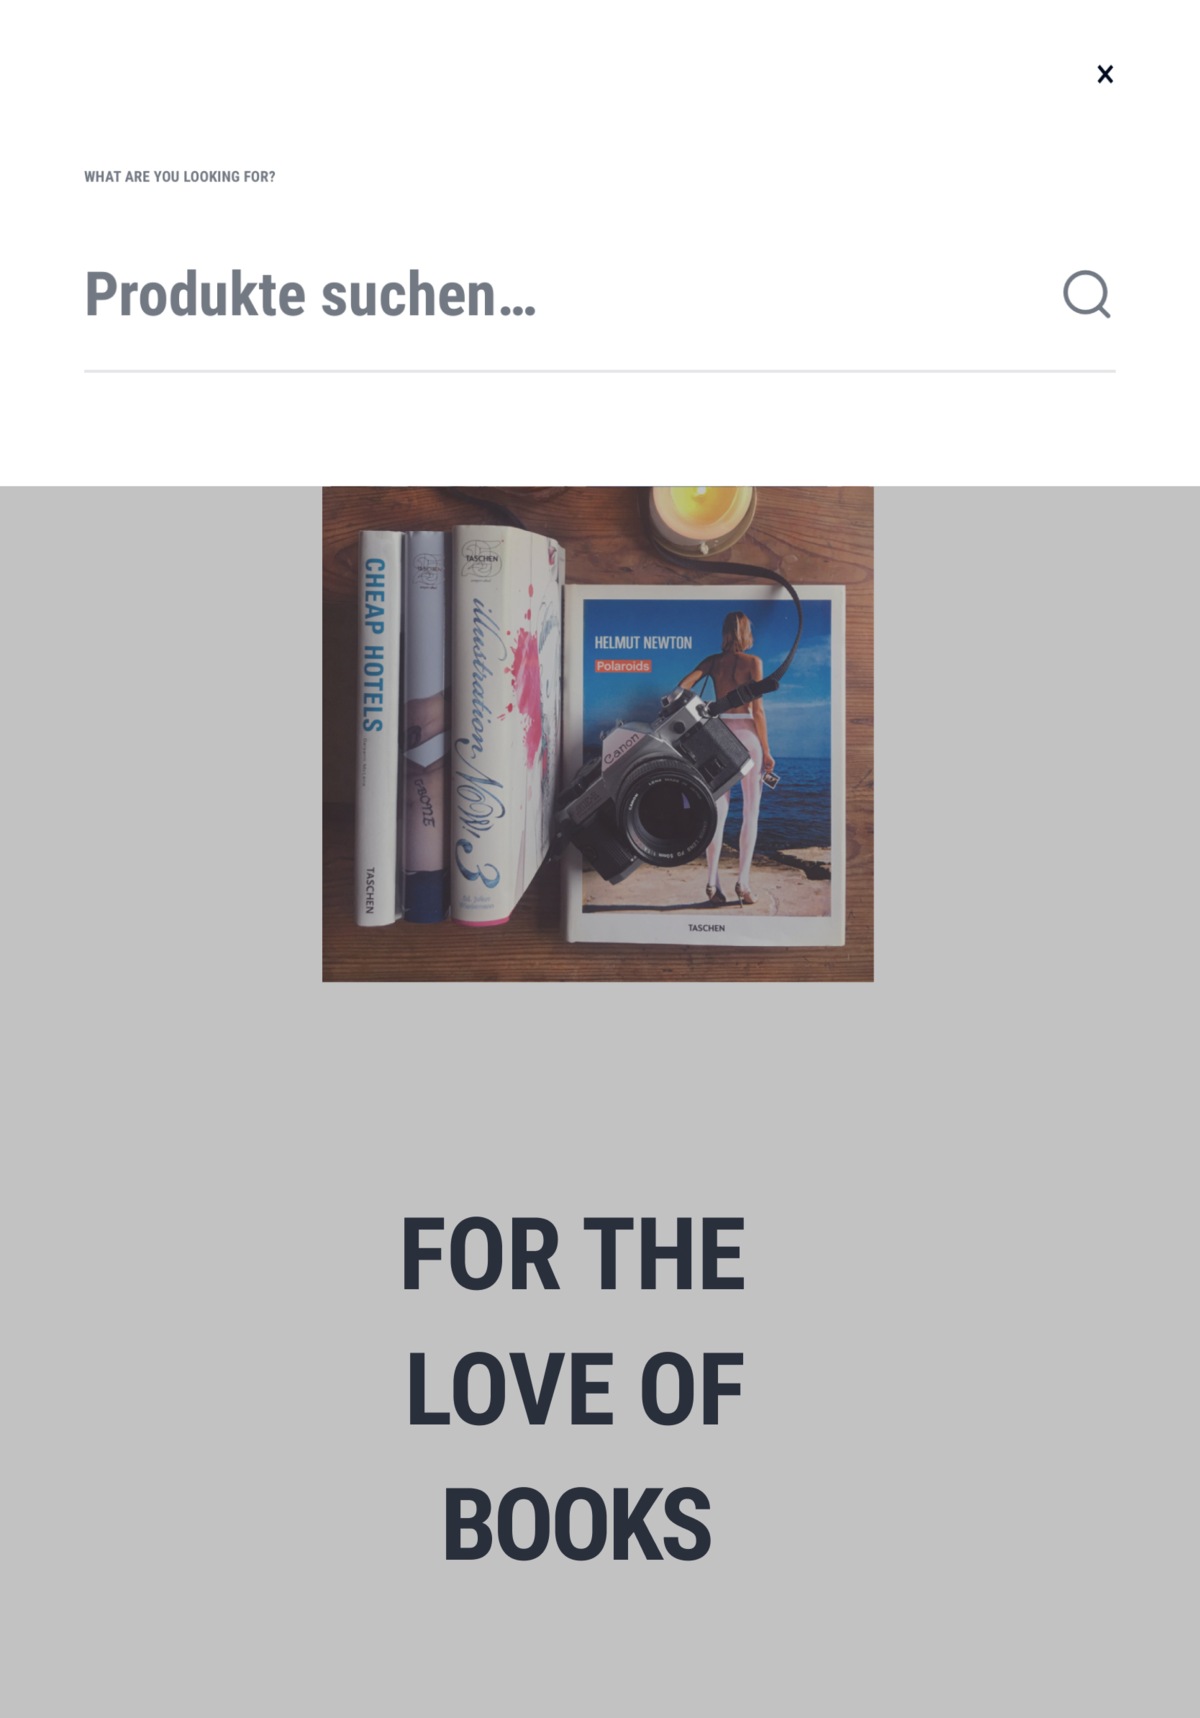 x
WHAT ARE YOU LOOKING FOR?
Produkte suchen…
CHEAP HOTELS
TASCHEN
TASCHEN
illustration NOW! 3
TASCHEN
HELMUT NEWTON
Polaroids
Canon
TASCHEN
FOR THE
LOVE OF
BOOKS